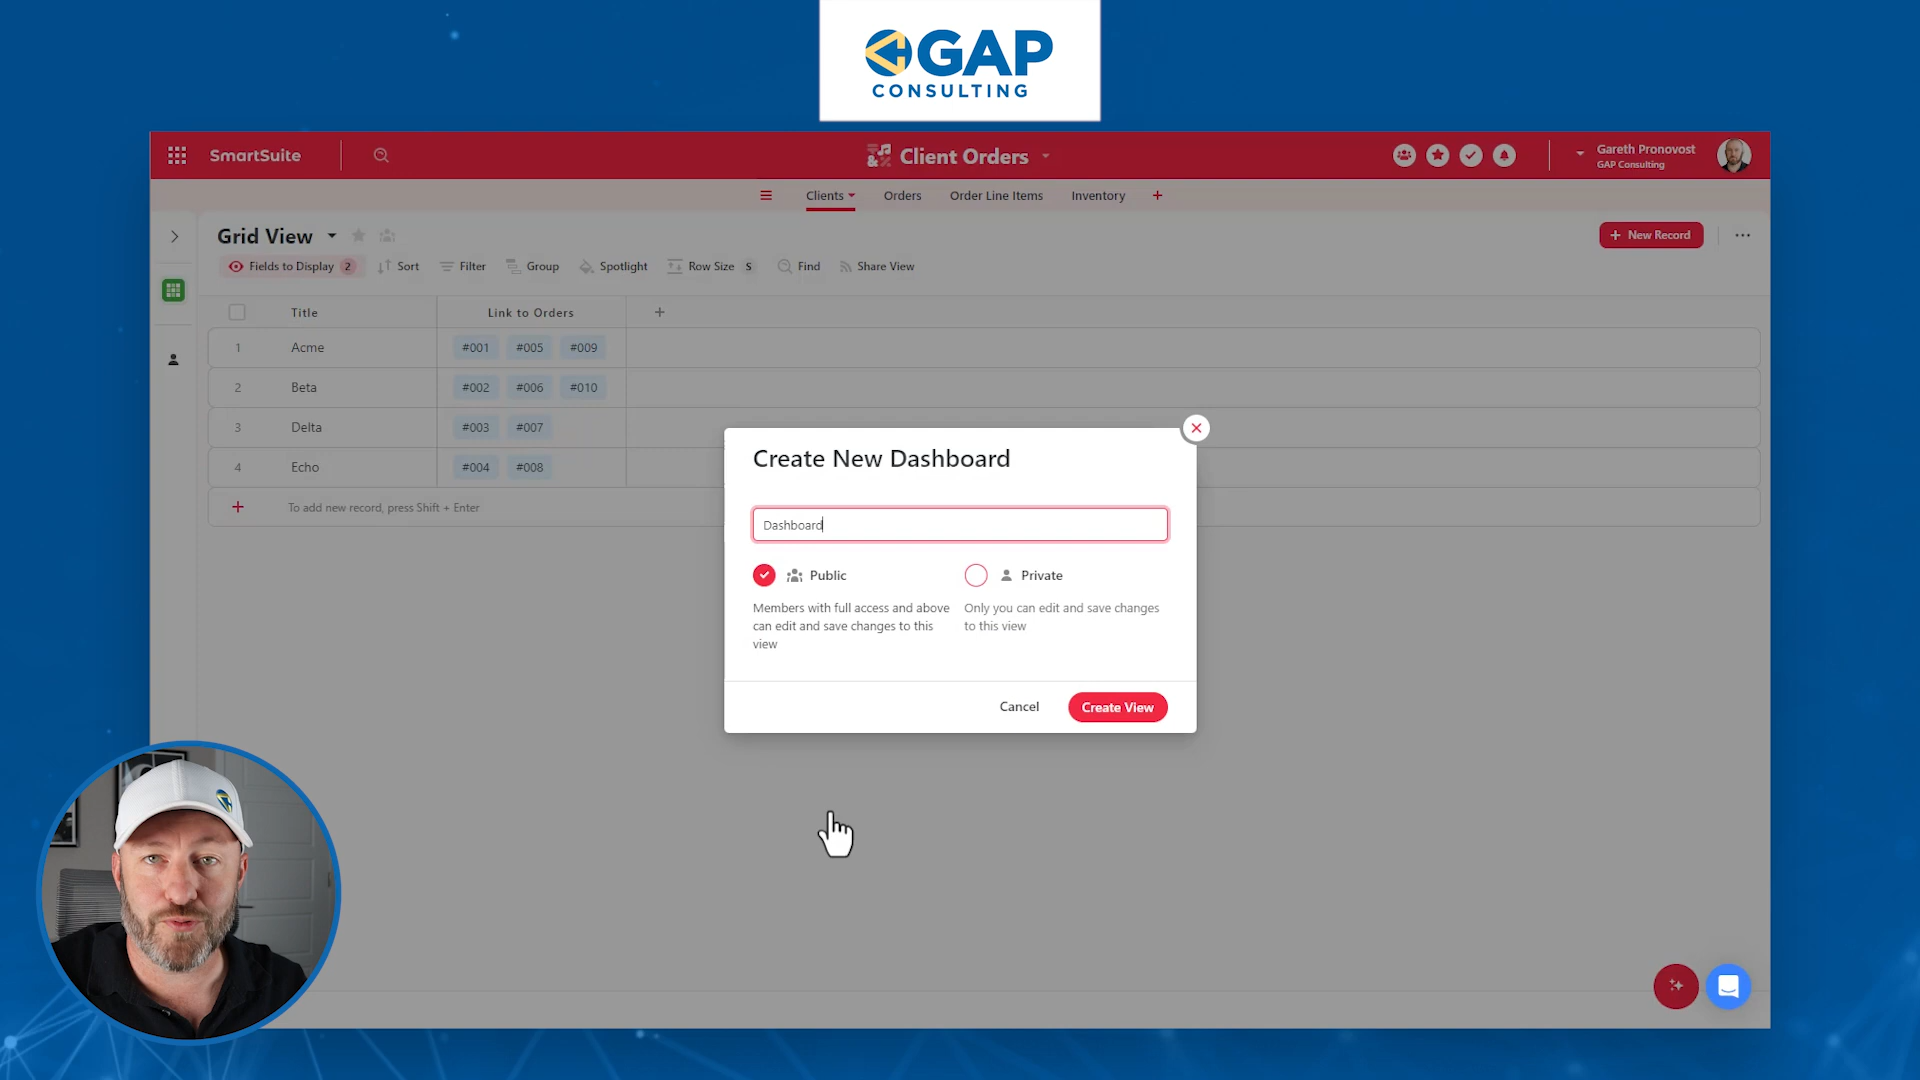 GAP
CONSULTING
SmartSuite
Client Orders
Gareth Pronovost
GAP Consulting
Clients
Orders
Order Line Items
Inventory
Grid View
New Record
Fields to Display 2
Sort
Filter
Group
Spotlight
Row Size S
Find
Share View
Title
Link to Orders
1 Acme #001 #005 #009
2 Beta #002 #006 #010
3 Delta #003 #007
4 Echo #004 #008
To add new record, press Shift + Enter
Create New Dashboard
Dashboard
Public
Members with full access and above
can edit and save changes to this
view
Private
Only you can edit and save changes
to this view
Cancel
Create View